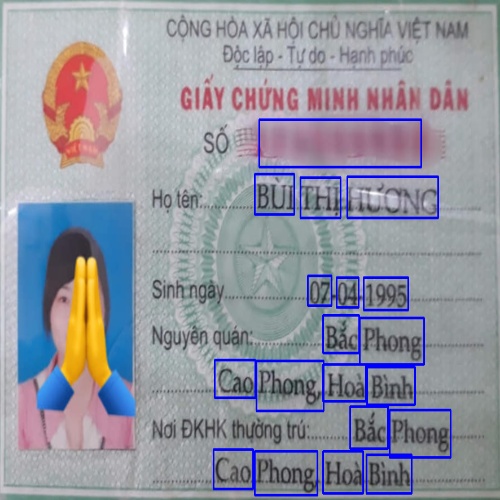 CỘNG HÒA XÃ HỘI CHỦ NGHĨA VIỆT NAM
Độc lập - Tự do - Hạnh phúc
GIẤY CHỨNG MINH NHÂN DÂN
SỐ
Họ tên: BÙI THỊ HƯƠNG
Sinh ngày 07-04-1995
Nguyên quán: Bắc Phong
Cao Phong, Hoà Bình
Nơi ĐKHK thường trú: Bắc Phong
Cao Phong, Hoà Bình
VIỆT NAM